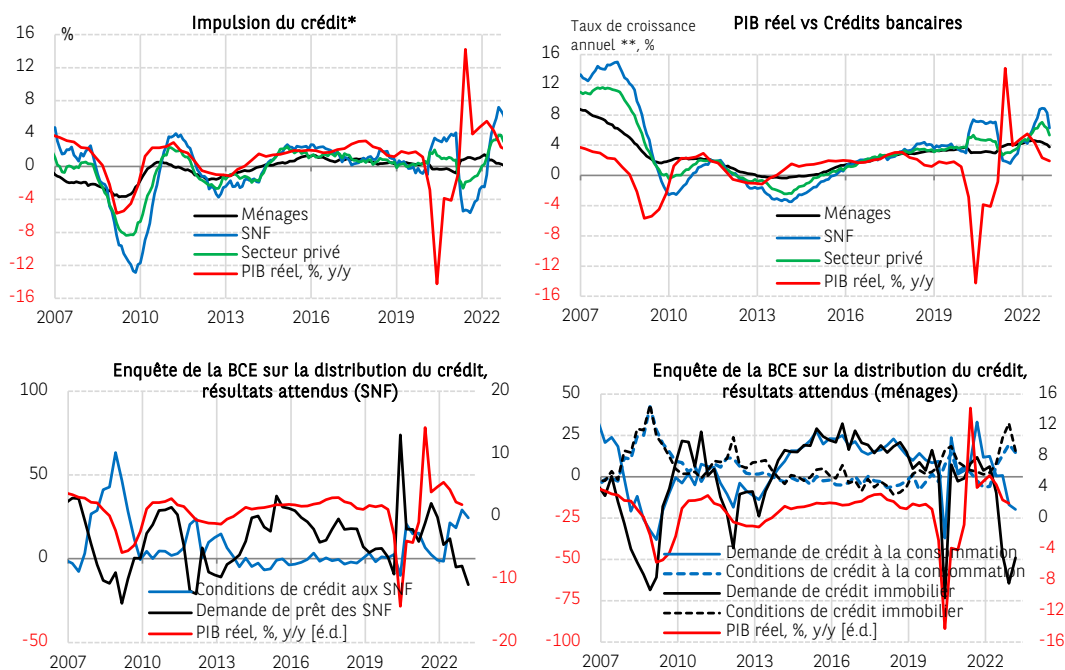 Impulsion du crédit*
%
16
12
8
4
0
-4
-8
-12
-16
Ménages
SNF
Secteur privé
PIB réel, %, y/y
2007 2010 2013 2016 2019 2022
PIB réel vs Crédits bancaires
Taux de croissance
annuel **, %
16
12
8
4
0
-4
-8
-12
-16
Ménages
SNF
Secteur privé
PIB réel, %, y/y
2007 2010 2013 2016 2019 2022
Enquête de la BCE sur la distribution du crédit,
résultats attendus (SNF)
100
50
0
-50
20
10
0
-10
-20
Conditions de crédit aux SNF
Demande de prêt des SNF
PIB réel, %, y/y [é.d.]
2007 2010 2013 2016 2019 2022
Enquête de la BCE sur la distribution du crédit,
résultats attendus (ménages)
50
25
0
-25
-50
-75
-100
16
12
8
4
0
-4
-8
-12
-16
Demande de crédit à la consommation
Conditions de crédit à la consommation
Demande de crédit immobilier
Conditions de crédit immobilier
PIB réel, %, y/y [é.d.]
2007 2010 2013 2016 2019 2022